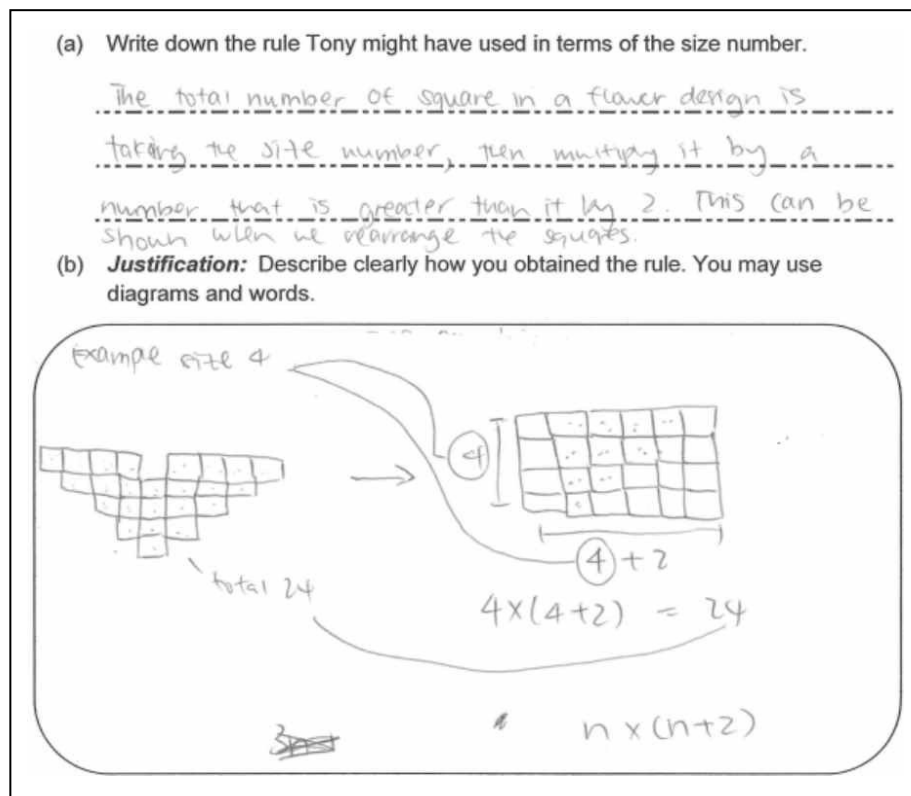 (a) Write down the rule Tony might have used in terms of the size number.
The total number of square in a flower design is
taking the size number, then multiply it by a
number that is greater than it by 2. This can be
shown when we rearrange the squares.
(b) Justification: Describe clearly how you obtained the rule. You may use
diagrams and words.
Exampe size 4
4
4 + 2
total 24
4×(4+2) = 24
n × (n+2)